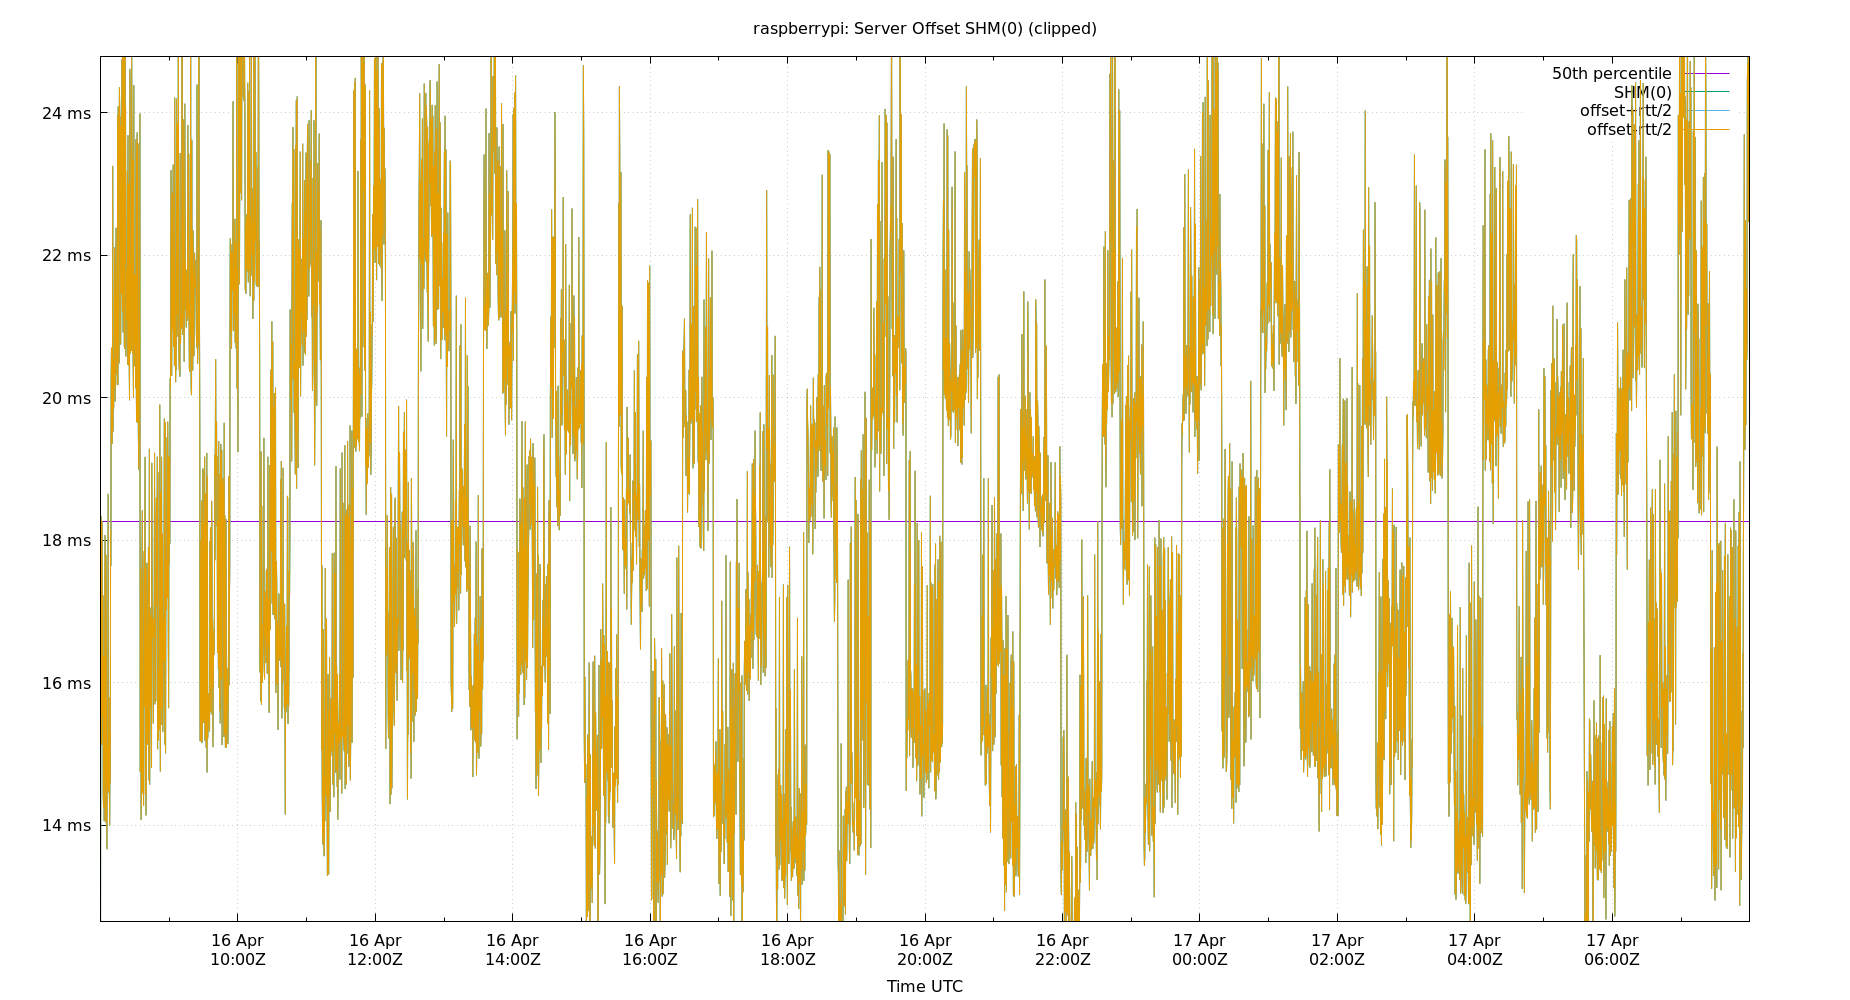 raspberrypi: Server Offset SHM(0) (clipped)
50th percentile
SHM(0)
offset-rtt/2
offset-rtt/2
24 ms
22 ms
20 ms
18 ms
16 ms
14 ms
16 Apr 10:00Z
16 Apr 12:00Z
16 Apr 14:00Z
16 Apr 16:00Z
16 Apr 18:00Z
16 Apr 20:00Z
16 Apr 22:00Z
17 Apr 00:00Z
17 Apr 02:00Z
17 Apr 04:00Z
17 Apr 06:00Z
Time UTC